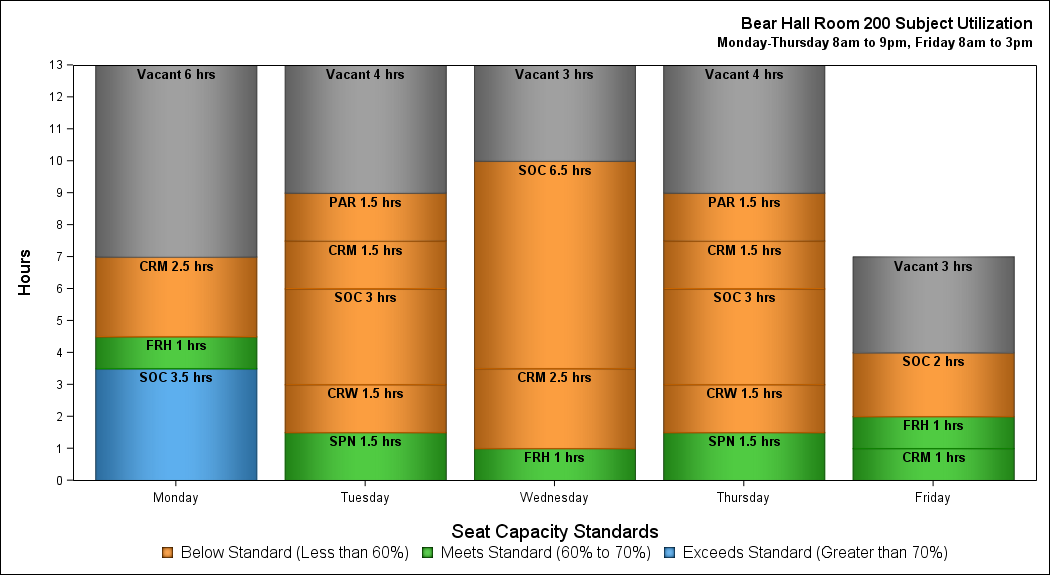 Bear Hall Room 200 Subject Utilization
Monday-Thursday 8am to 9pm, Friday 8am to 3pm
Hours
13
12
11
10
9
8
7
6
5
4
3
2
1
0
Vacant 6 hrs
CRM 2.5 hrs
FRH 1 hrs
SOC 3.5 hrs
Monday
Vacant 4 hrs
PAR 1.5 hrs
CRM 1.5 hrs
SOC 3 hrs
CRW 1.5 hrs
SPN 1.5 hrs
Tuesday
Vacant 3 hrs
SOC 6.5 hrs
CRM 2.5 hrs
FRH 1 hrs
Wednesday
Vacant 4 hrs
PAR 1.5 hrs
CRM 1.5 hrs
SOC 3 hrs
CRW 1.5 hrs
SPN 1.5 hrs
Thursday
Vacant 3 hrs
SOC 2 hrs
FRH 1 hrs
CRM 1 hrs
Friday
Seat Capacity Standards
Below Standard (Less than 60%) Meets Standard (60% to 70%) Exceeds Standard (Greater than 70%)